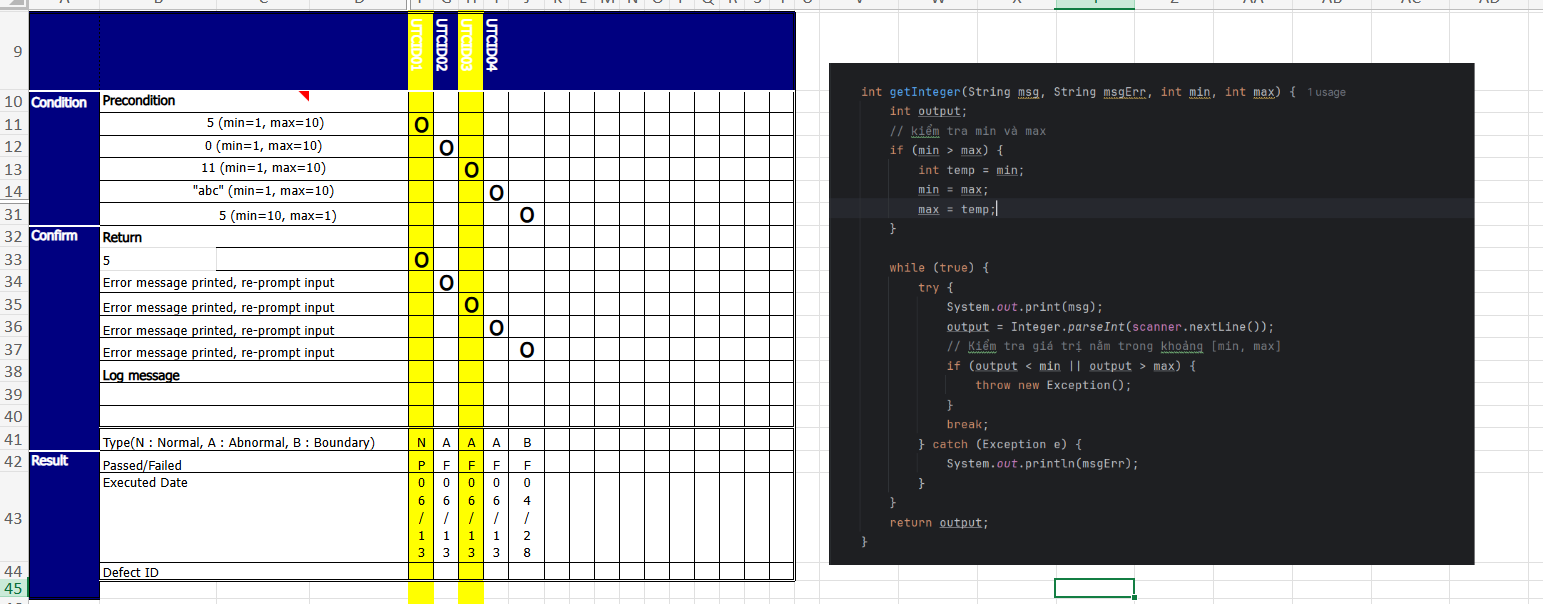 9
UTCID01
UTCID02
UTCID03
UTCID04
10 Condition Precondition
11 5 (min=1, max=10) O
12 0 (min=1, max=10) O
13 11 (min=1, max=10) O
14 "abc" (min=1, max=10) O
31 5 (min=10, max=1) O
32 Confirm Return
33 5 O
34 Error message printed, re-prompt input O
35 Error message printed, re-prompt input O
36 Error message printed, re-prompt input O
37 Error message printed, re-prompt input O
38 Log message
39
40
41 Type(N : Normal, A : Abnormal, B : Boundary) N A A A B
42 Result Passed/Failed P F F F F
43 Executed Date 06/13 06/13 06/13 06/13 04/28
44 Defect ID
45
int getInteger(String msg, String msgErr, int min, int max) { 1 usage
int output;
// kiểm tra min và max
if (min > max) {
int temp = min;
min = max;
max = temp;
}
while (true) {
try {
System.out.print(msg);
output = Integer.parseInt(scanner.nextLine());
// Kiểm tra giá trị nằm trong khoảng [min, max]
if (output < min || output > max) {
throw new Exception();
}
break;
} catch (Exception e) {
System.out.println(msgErr);
}
}
return output;
}